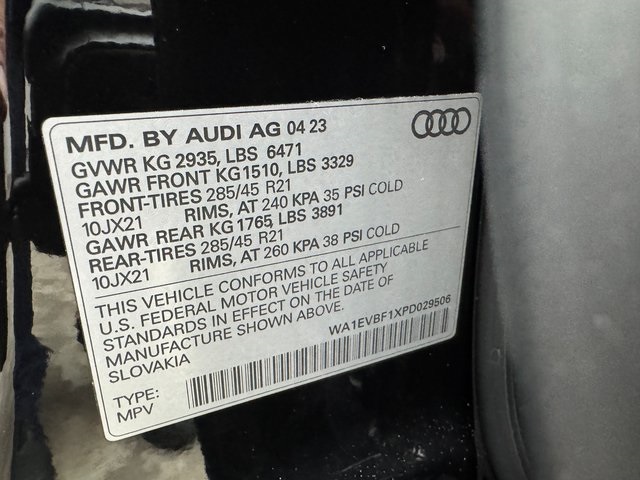 MFD. BY AUDI AG 04 23
GVWR KG 2935, LBS 6471
GAWR FRONT KG1510, LBS 3329
FRONT-TIRES 285/45 R21
10JX21 RIMS, AT 240 KPA 35 PSI COLD
GAWR REAR KG 1765, LBS 3891
REAR-TIRES 285/45 R21
10JX21 RIMS, AT 260 KPA 38 PSI COLD
THIS VEHICLE CONFORMS TO ALL APPLICABLE
U.S. FEDERAL MOTOR VEHICLE SAFETY
STANDARDS IN EFFECT ON THE DATE OF
MANUFACTURE SHOWN ABOVE.
SLOVAKIA WA1EVBF1XPD029506
TYPE:
MPV